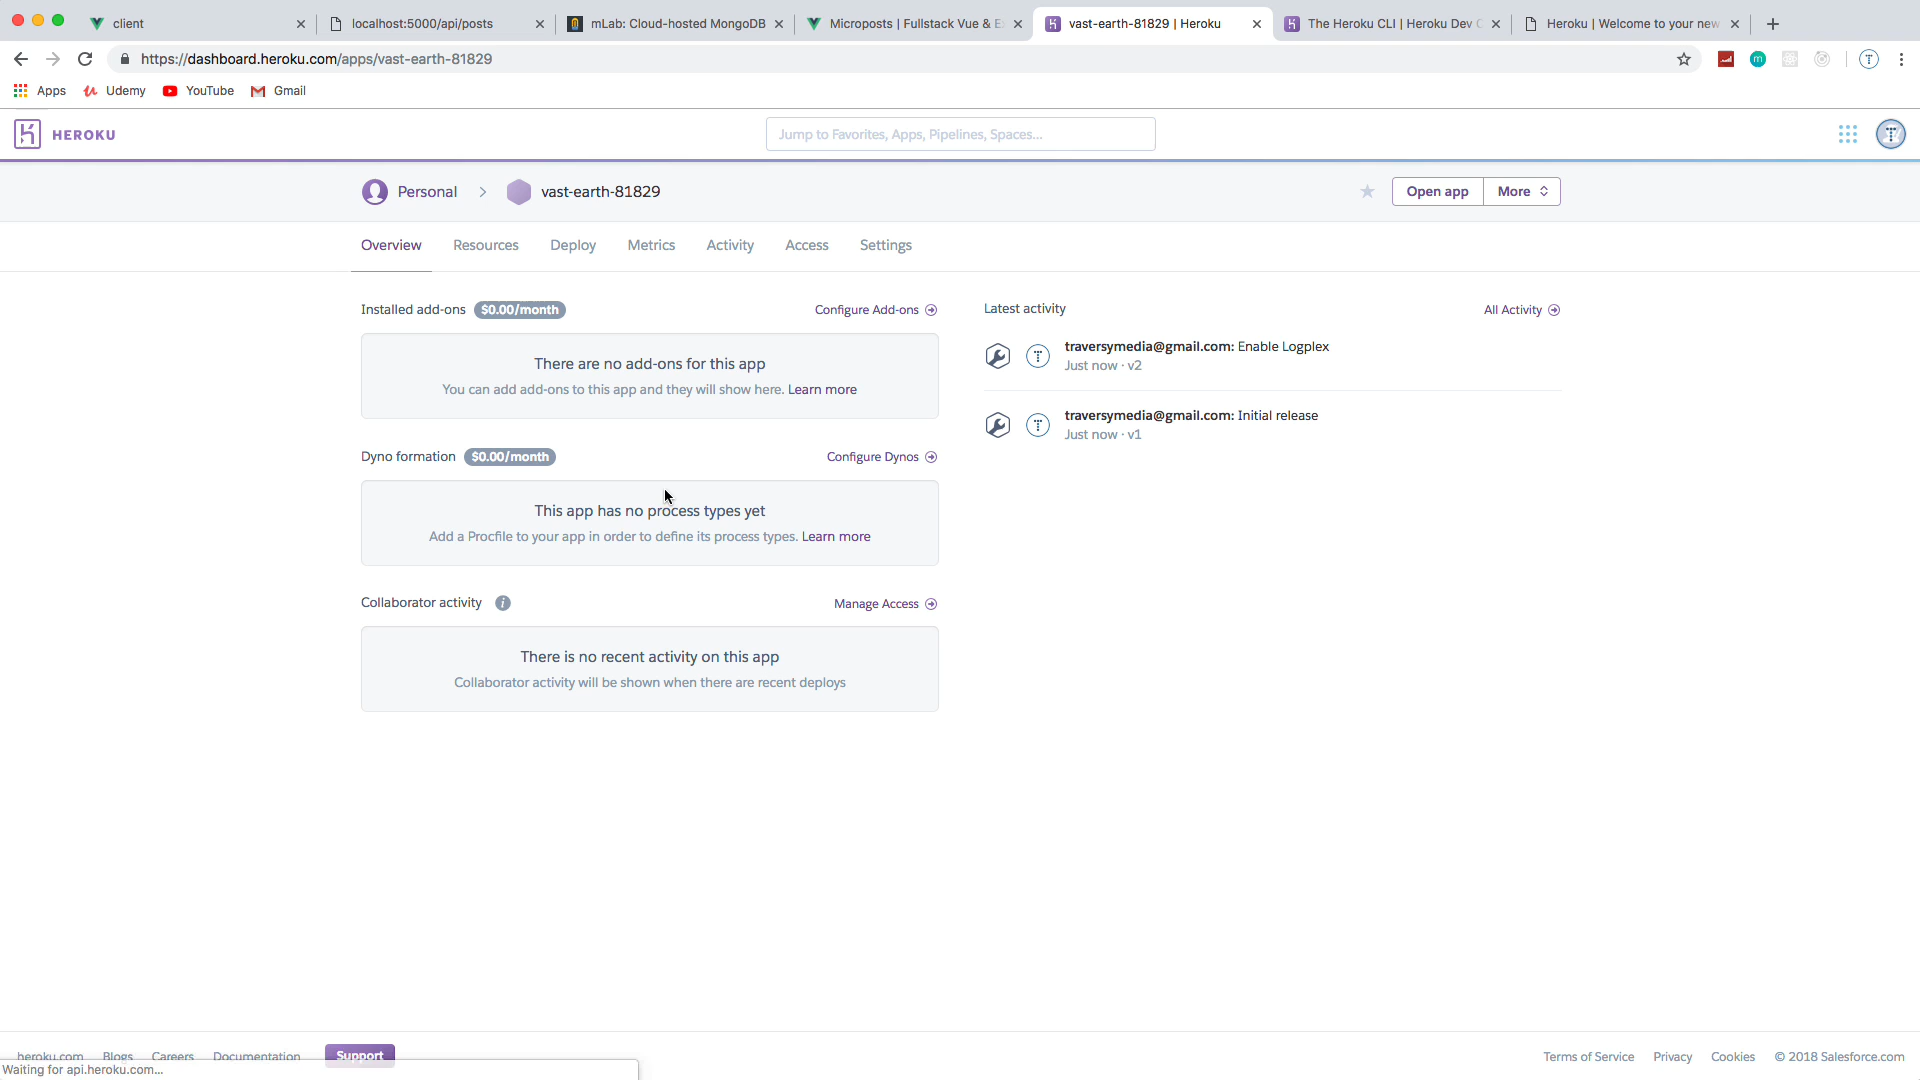 client
localhost:5000/api/posts
mLab: Cloud-hosted MongoDB
Microposts | Fullstack Vue & E
vast-earth-81829 | Heroku
The Heroku CLI | Heroku Dev C
Heroku | Welcome to your new
https://dashboard.heroku.com/apps/vast-earth-81829
Apps
Udemy
YouTube
Gmail
HEROKU
Jump to Favorites, Apps, Pipelines, Spaces...
Personal
vast-earth-81829
Open app
More
Overview
Resources
Deploy
Metrics
Activity
Access
Settings
Installed add-ons $0.00/month
Configure Add-ons
There are no add-ons for this app
You can add add-ons to this app and they will show here. Learn more
Dyno formation $0.00/month
Configure Dynos
This app has no process types yet
Add a Procfile to your app in order to define its process types. Learn more
Collaborator activity
Manage Access
There is no recent activity on this app
Collaborator activity will be shown when there are recent deploys
Latest activity
All Activity
traversymedia@gmail.com: Enable Logplex
Just now · v2
traversymedia@gmail.com: Initial release
Just now · v1
heroku.com
Blogs
Careers
Documentation
Support
Terms of Service
Privacy
Cookies
© 2018 Salesforce.com
Waiting for api.heroku.com...